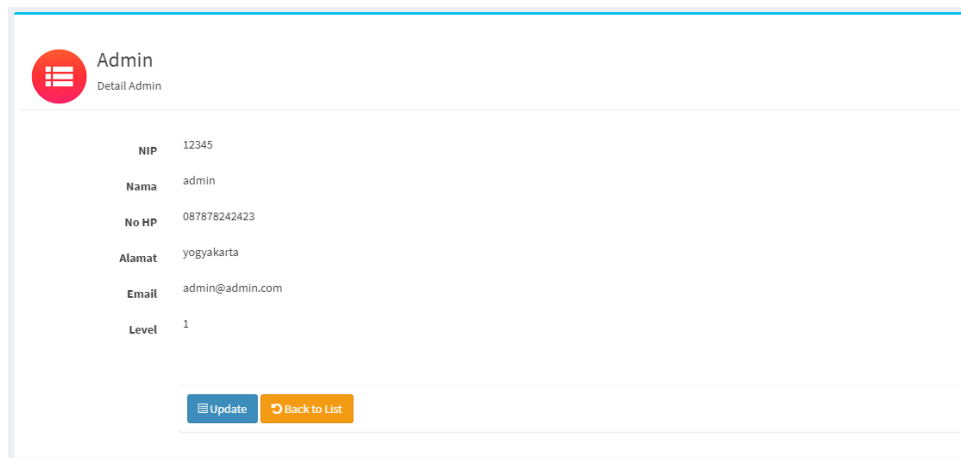 Admin
Detail Admin
NIP 12345
Nama admin
No HP 087878242423
Alamat yogyakarta
Email admin@admin.com
Level 1
Update Back to List